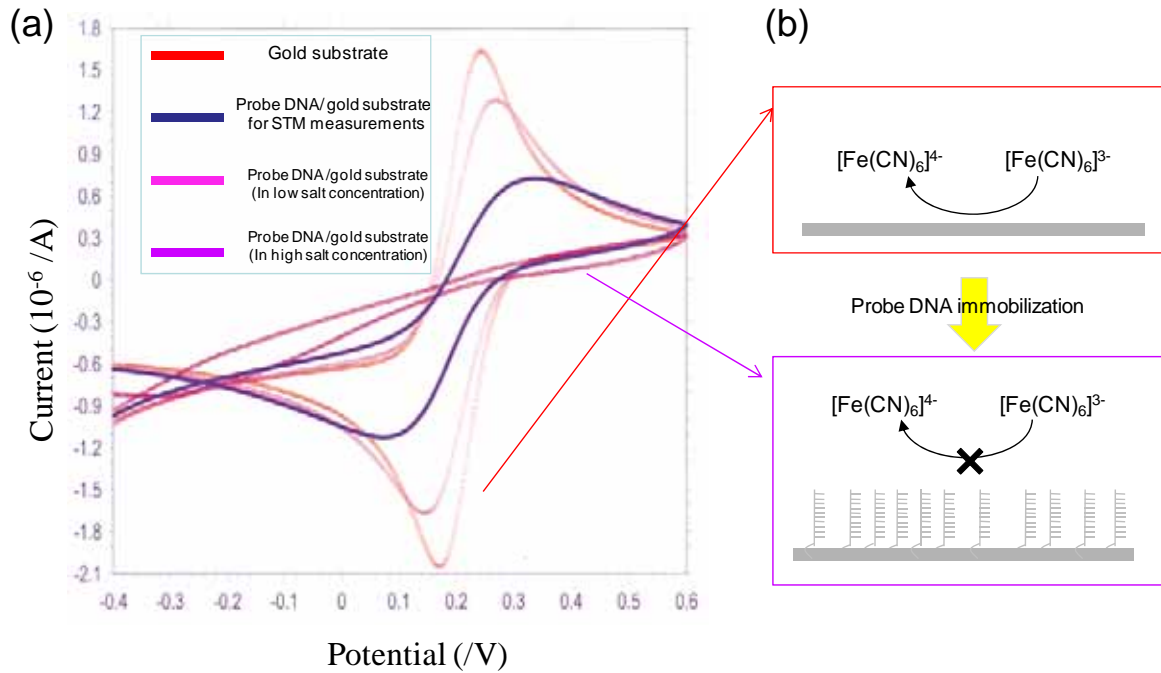 (a)
1.8
1.5
1.2
0.9
0.6
0.3
0
-0.3
-0.6
-0.9
-1.2
-1.5
-1.8
-2.1
Current (10⁻⁶ /A)
Gold substrate
Probe DNA/ gold substrate
for STM measurements
Probe DNA/gold substrate
(In low salt concentration)
Probe DNA/gold substrate
(In high salt concentration)
-0.4 -0.3 -0.2 -0.1 0 0.1 0.2 0.3 0.4 0.5 0.6
Potential (/V)
(b)
[Fe(CN)₆]⁴⁻ [Fe(CN)₆]³⁻
Probe DNA immobilization
[Fe(CN)₆]⁴⁻ [Fe(CN)₆]³⁻